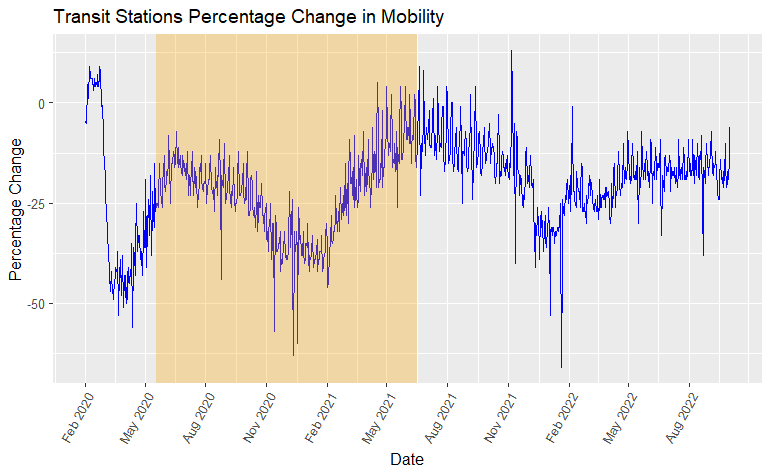 Transit Stations Percentage Change in Mobility
Percentage Change
0
-25
-50
Feb 2020
May 2020
Aug 2020
Nov 2020
Feb 2021
May 2021
Aug 2021
Nov 2021
Feb 2022
May 2022
Aug 2022
Date